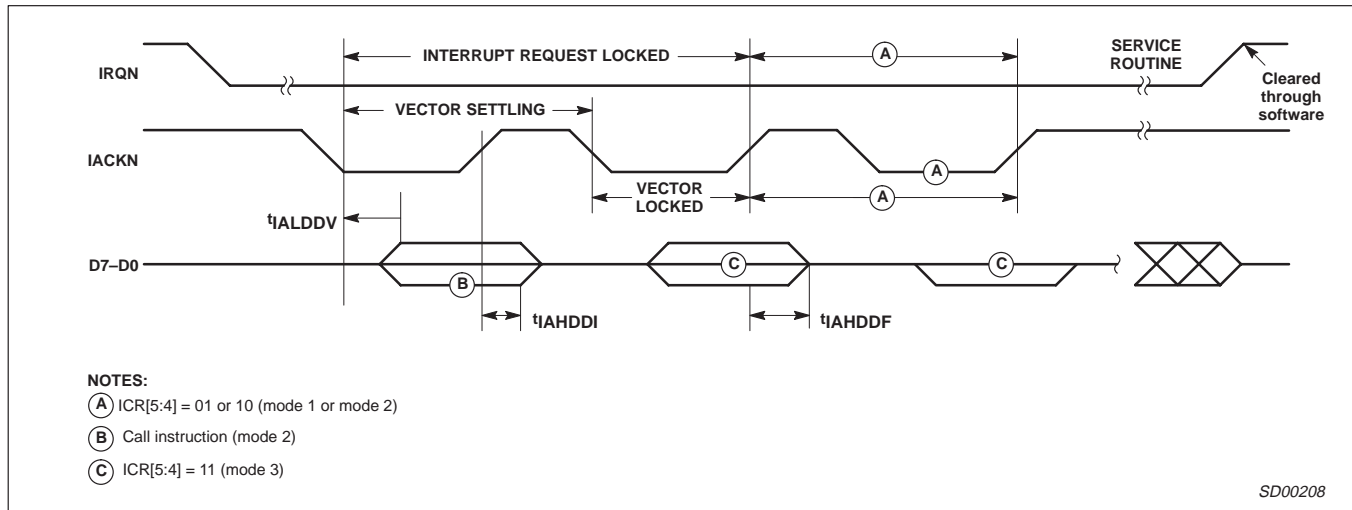 INTERRUPT REQUEST LOCKED
A
SERVICE
ROUTINE
IRQN
Cleared
through
software
VECTOR SETTLING
IACKN
A
VECTOR
LOCKED
A
tIALDDV
D7–D0
C
C
B
tIAHDDI
tIAHDDF
NOTES:
A ICR[5:4] = 01 or 10 (mode 1 or mode 2)
B Call instruction (mode 2)
C ICR[5:4] = 11 (mode 3)
SD00208